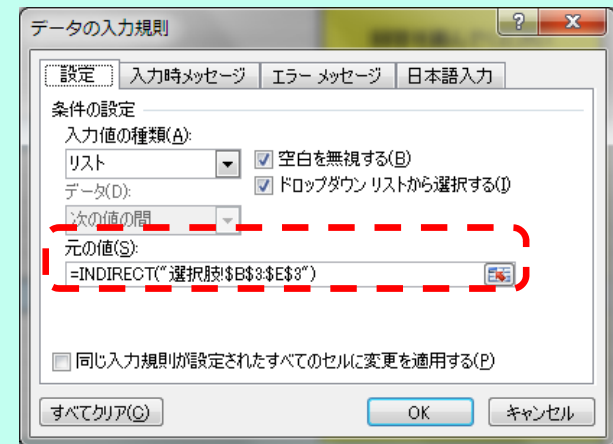 データの入力規則
設定 入力時メッセージ エラー メッセージ 日本語入力
条件の設定
入力値の種類(A):
リスト
空白を無視する(B)
データ(D):
ドロップダウン リストから選択する(I)
次の値の間
元の値(S):
=INDIRECT("選択肢!$B$3:$E$3")
同じ入力規則が設定されたすべてのセルに変更を適用する(P)
すべてクリア(C) OK キャンセル